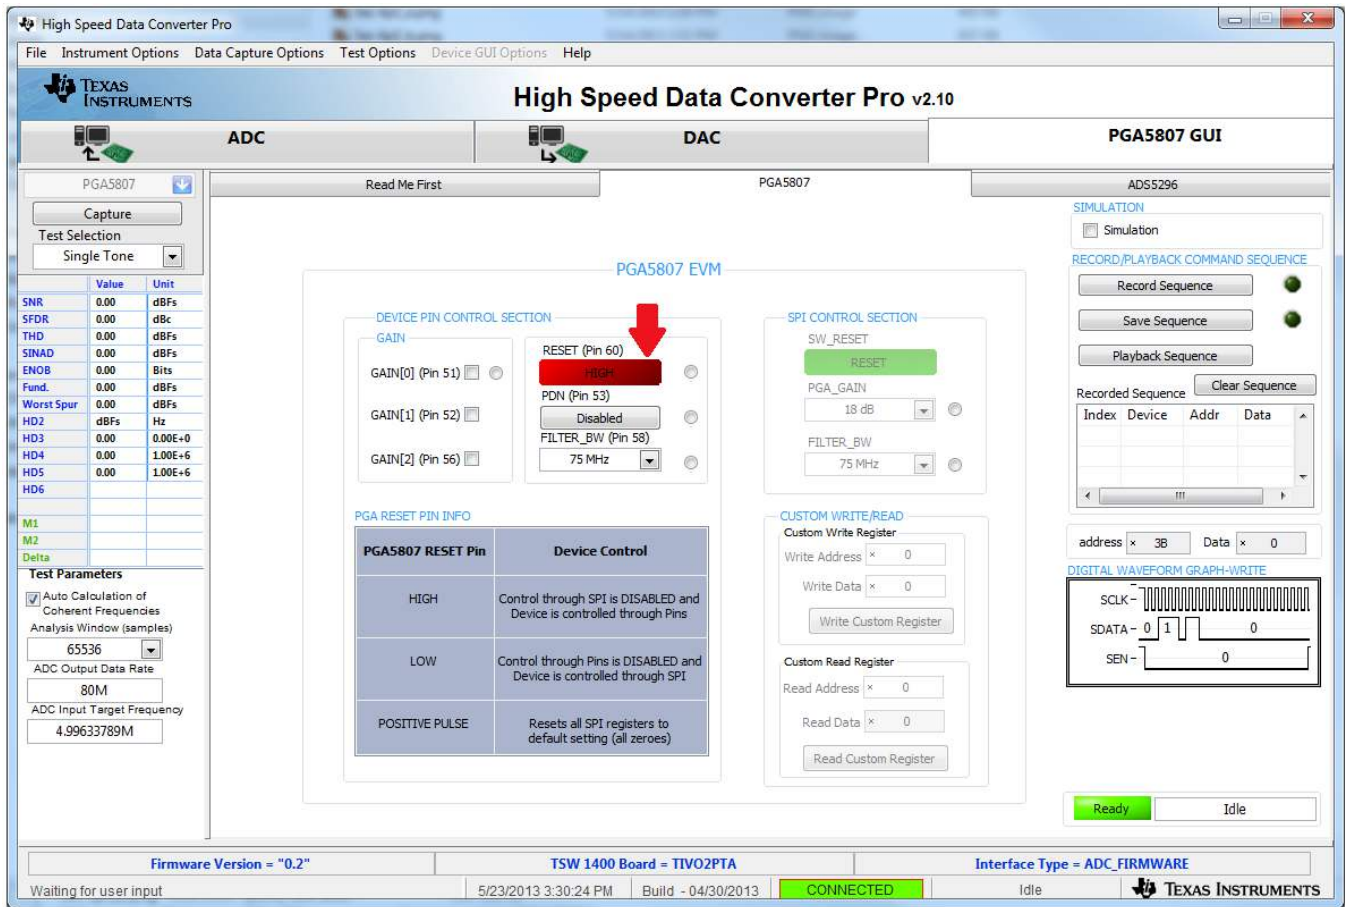 High Speed Data Converter Pro
File Instrument Options Data Capture Options Test Options Device GUI Options Help
TEXAS INSTRUMENTS
High Speed Data Converter Pro v2.10
ADC
DAC
PGA5807 GUI
PGA5807
Capture
Test Selection
Single Tone
Value Unit
SNR 0.00 dBFs
SFDR 0.00 dBc
THD 0.00 dBFs
SINAD 0.00 dBFs
ENOB 0.00 Bits
Fund. 0.00 dBFs
Worst Spur 0.00 dBFs
HD2 dBFs Hz
HD3 0.00 0.00E+0
HD4 0.00 1.00E+6
HD5 0.00 1.00E+6
HD6
M1
M2
Delta
Test Parameters
Auto Calculation of
Coherent Frequencies
Analysis Window (samples)
65536
ADC Output Data Rate
80M
ADC Input Target Frequency
4.99633789M
Read Me First
PGA5807
ADS5296
PGA5807 EVM
DEVICE PIN CONTROL SECTION
GAIN
GAIN[0] (Pin 51)
GAIN[1] (Pin 52)
GAIN[2] (Pin 56)
RESET (Pin 60)
HIGH
PDN (Pin 53)
Disabled
FILTER_BW (Pin 58)
75 MHz
SPI CONTROL SECTION
SW_RESET
RESET
PGA_GAIN
18 dB
FILTER_BW
75 MHz
PGA RESET PIN INFO
PGA5807 RESET Pin Device Control
HIGH Control through SPI is DISABLED and
Device is controlled through Pins
LOW Control through Pins is DISABLED and
Device is controlled through SPI
POSITIVE PULSE Resets all SPI registers to
default setting (all zeroes)
CUSTOM WRITE/READ
Custom Write Register
Write Address × 0
Write Data × 0
Write Custom Register
Custom Read Register
Read Address × 0
Read Data × 0
Read Custom Register
SIMULATION
Simulation
RECORD/PLAYBACK COMMAND SEQUENCE
Record Sequence
Save Sequence
Playback Sequence
Recorded Sequence Clear Sequence
Index Device Addr Data
address × 3B Data × 0
DIGITAL WAVEFORM GRAPH-WRITE
SCLK -
SDATA - 0 1 0
SEN - 0
Ready Idle
Firmware Version = "0.2" TSW 1400 Board = TIVO2PTA Interface Type = ADC_FIRMWARE
Waiting for user input 5/23/2013 3:30:24 PM Build - 04/30/2013 CONNECTED Idle TEXAS INSTRUMENTS